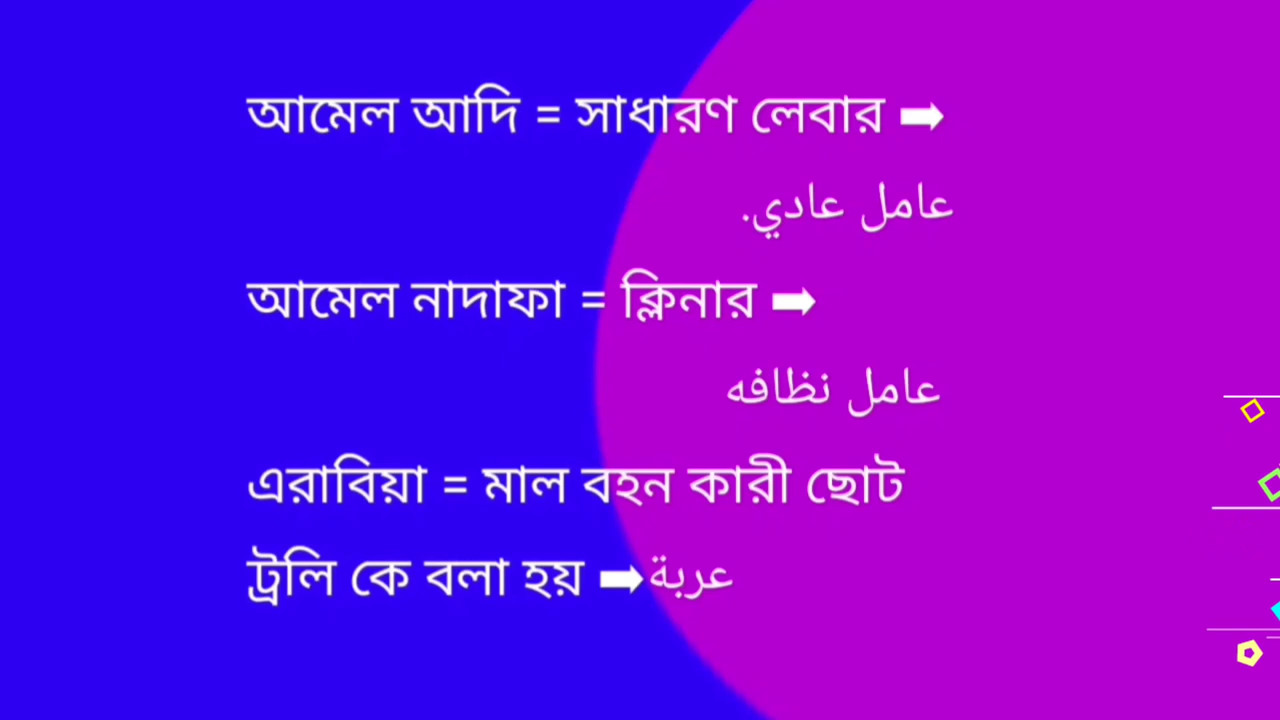 আমেল আদি = সাধারণ লেবার ➡
عامل عادي.
আমেল নাদাফা = ক্লিনার ➡
عامل نظافه
এরাবিয়া = মাল বহন কারী ছোট
ট্রলি কে বলা হয় ➡عربة